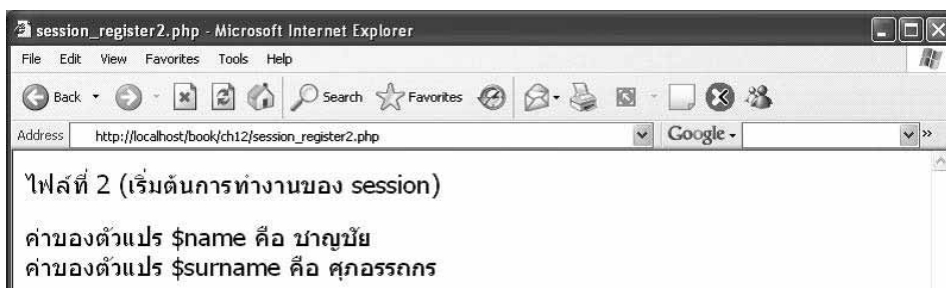 session_register2.php - Microsoft Internet Explorer
File Edit View Favorites Tools Help
Back Search Favorites
Address http://localhost/book/ch12/session_register2.php Google
ไฟล์ที่ 2 (เริ่มต้นการทำงานของ session)
ค่าของตัวแปร $name คือ ชาญชัย
ค่าของตัวแปร $surname คือ ศุภอรรถกร